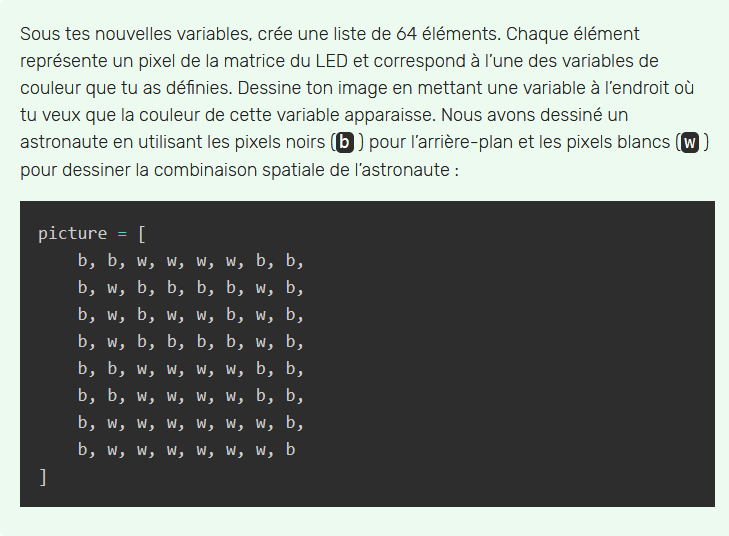 Sous tes nouvelles variables, crée une liste de 64 éléments. Chaque élément
représente un pixel de la matrice du LED et correspond à l'une des variables de
couleur que tu as définies. Dessine ton image en mettant une variable à l'endroit où
tu veux que la couleur de cette variable apparaisse. Nous avons dessiné un
astronaute en utilisant les pixels noirs ( b ) pour l'arrière-plan et les pixels blancs ( w )
pour dessiner la combinaison spatiale de l'astronaute :
picture = [
b, b, w, w, w, w, b, b,
b, w, b, b, b, b, w, b,
b, w, b, w, w, b, w, b,
b, w, b, b, b, b, w, b,
b, b, w, w, w, w, b, b,
b, b, w, w, w, w, b, b,
b, w, w, w, w, w, w, b,
b, w, w, w, w, w, w, b
]